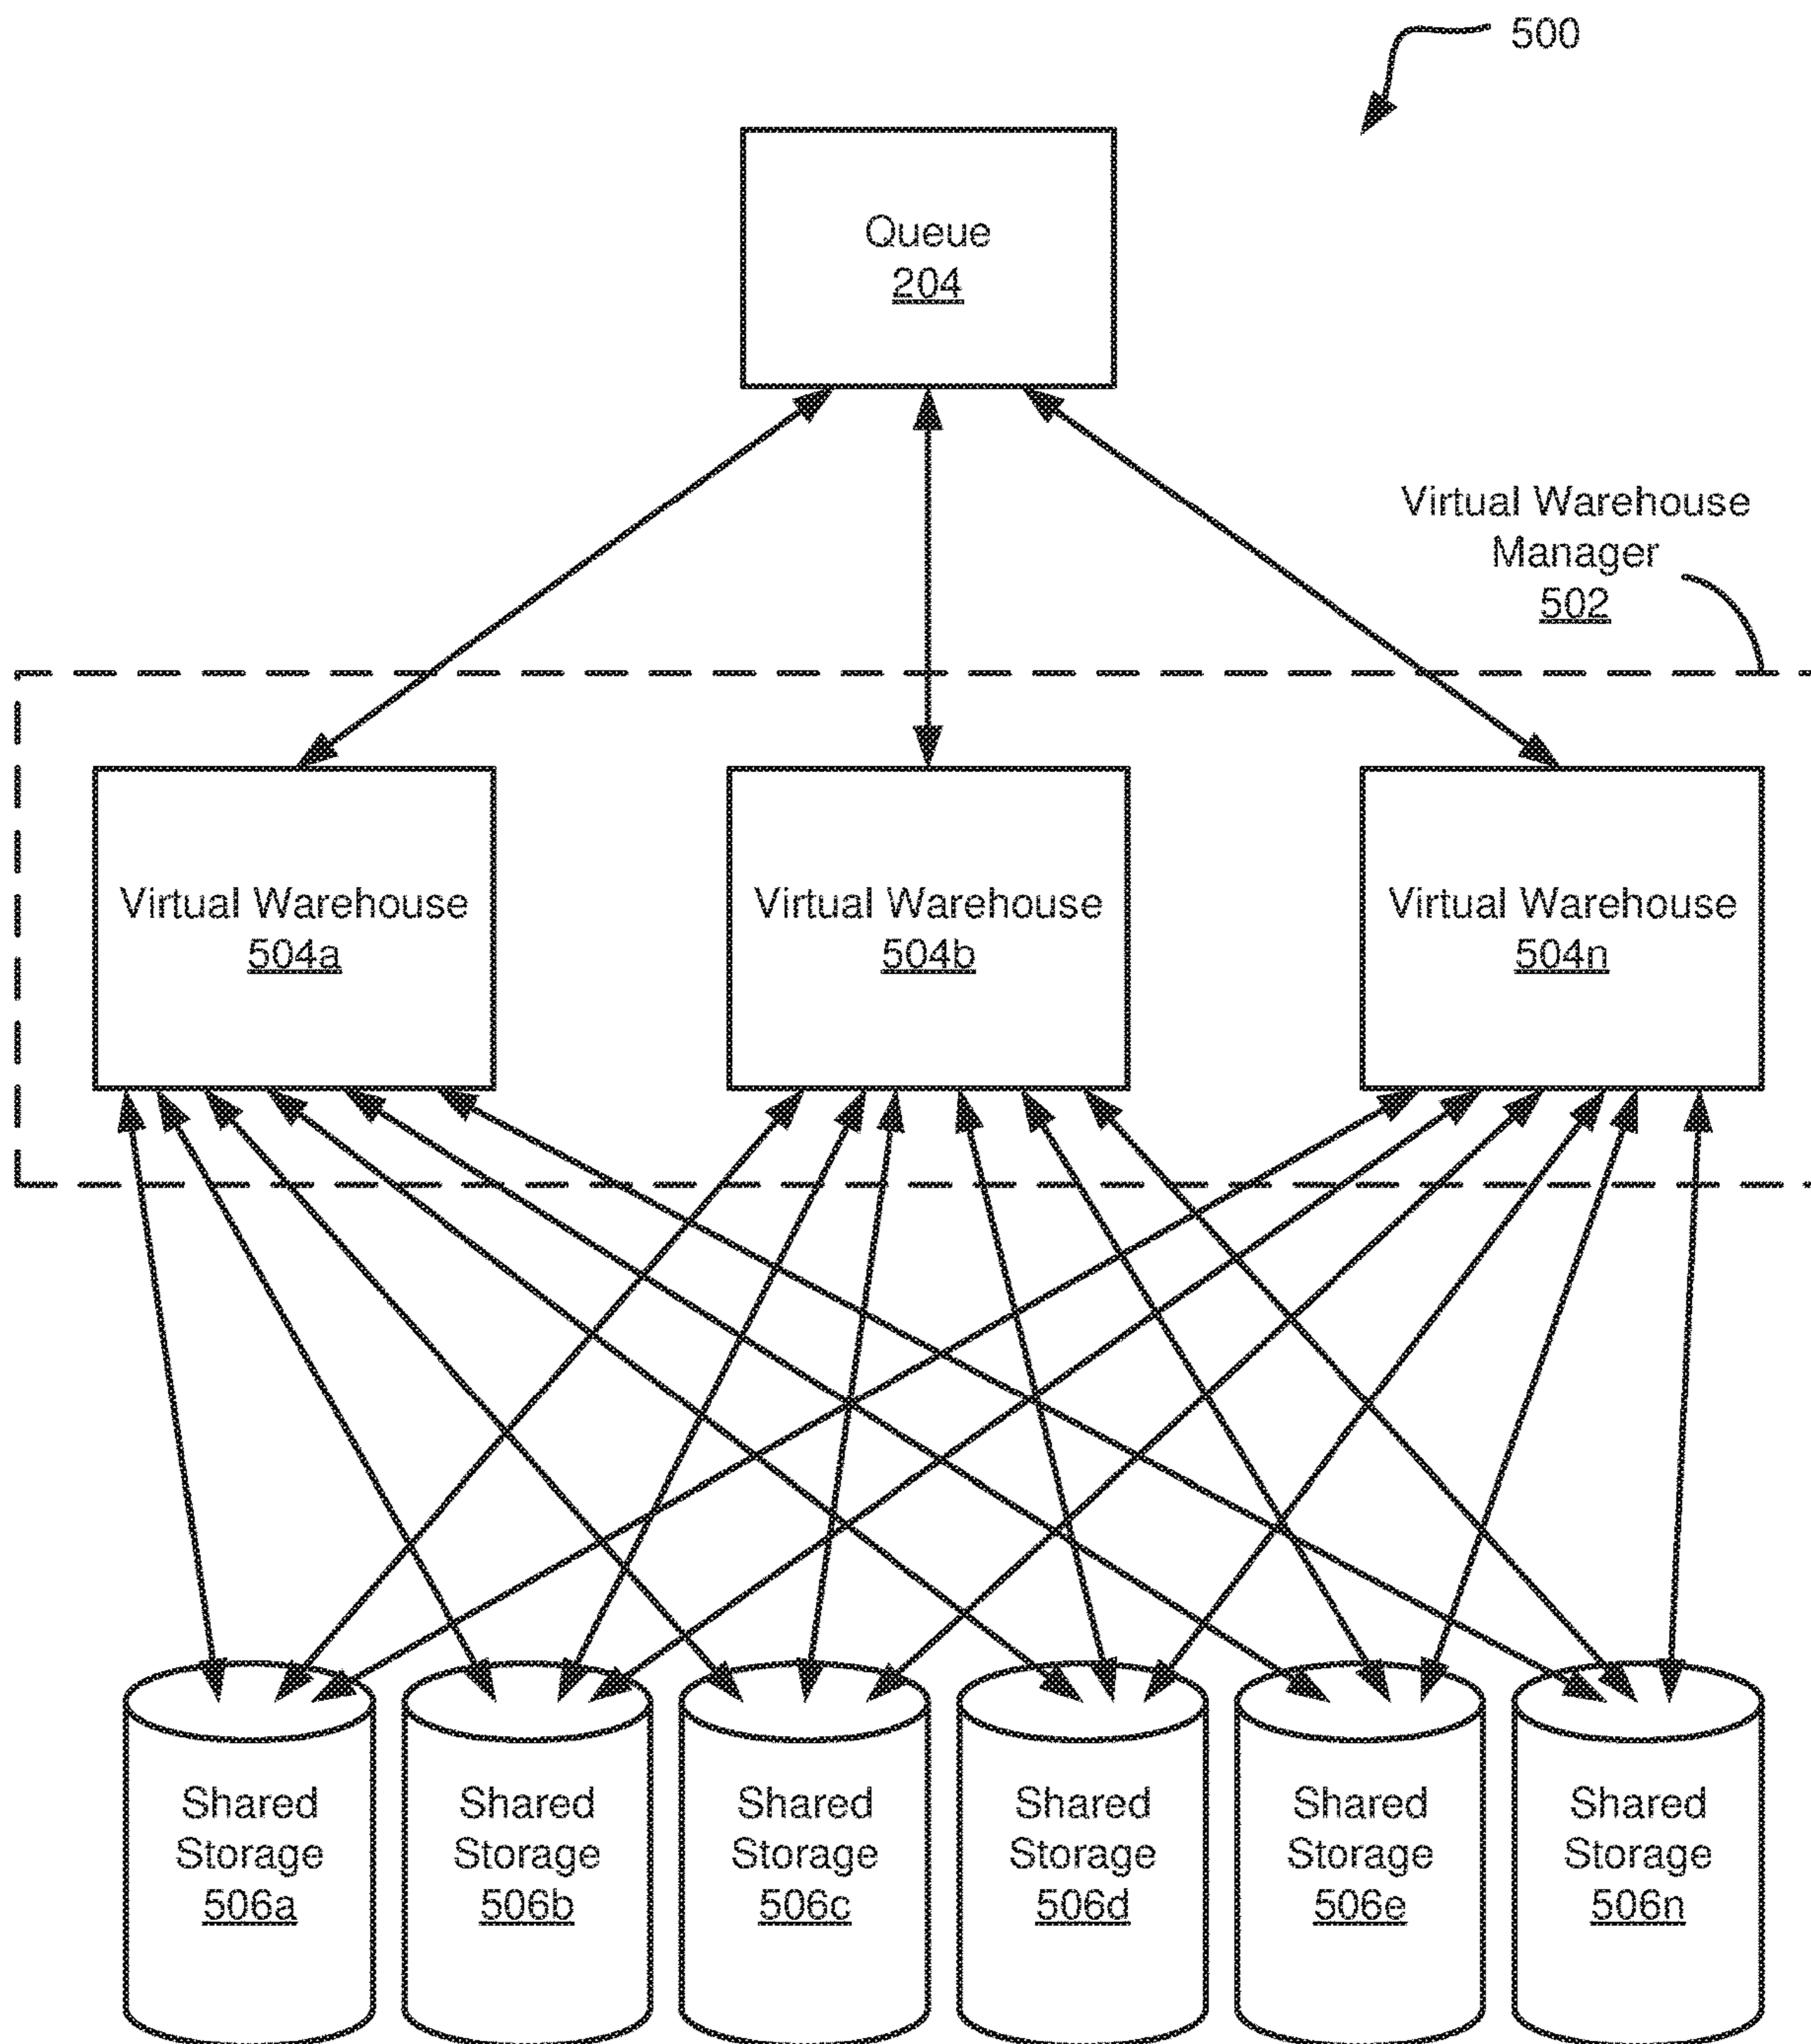 500
Queue
204
Virtual Warehouse
Manager
502
Virtual Warehouse
504a
Virtual Warehouse
504b
Virtual Warehouse
504n
Shared
Storage
506a
Shared
Storage
506b
Shared
Storage
506c
Shared
Storage
506d
Shared
Storage
506e
Shared
Storage
506n